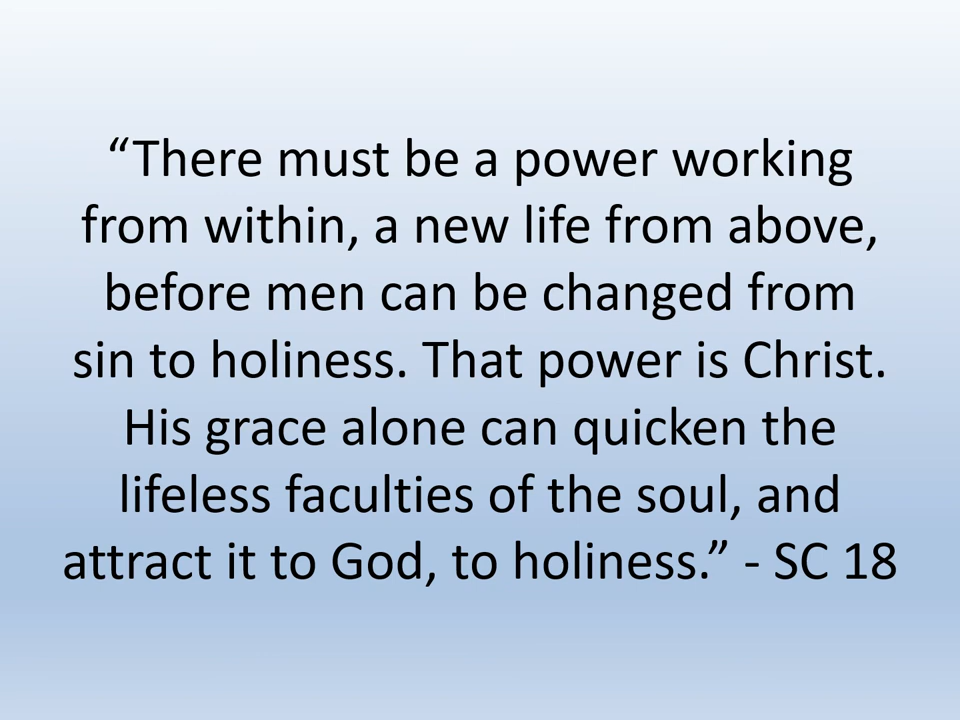 “There must be a power working
from within, a new life from above,
before men can be changed from
sin to holiness. That power is Christ.
His grace alone can quicken the
lifeless faculties of the soul, and
attract it to God, to holiness.” - SC 18